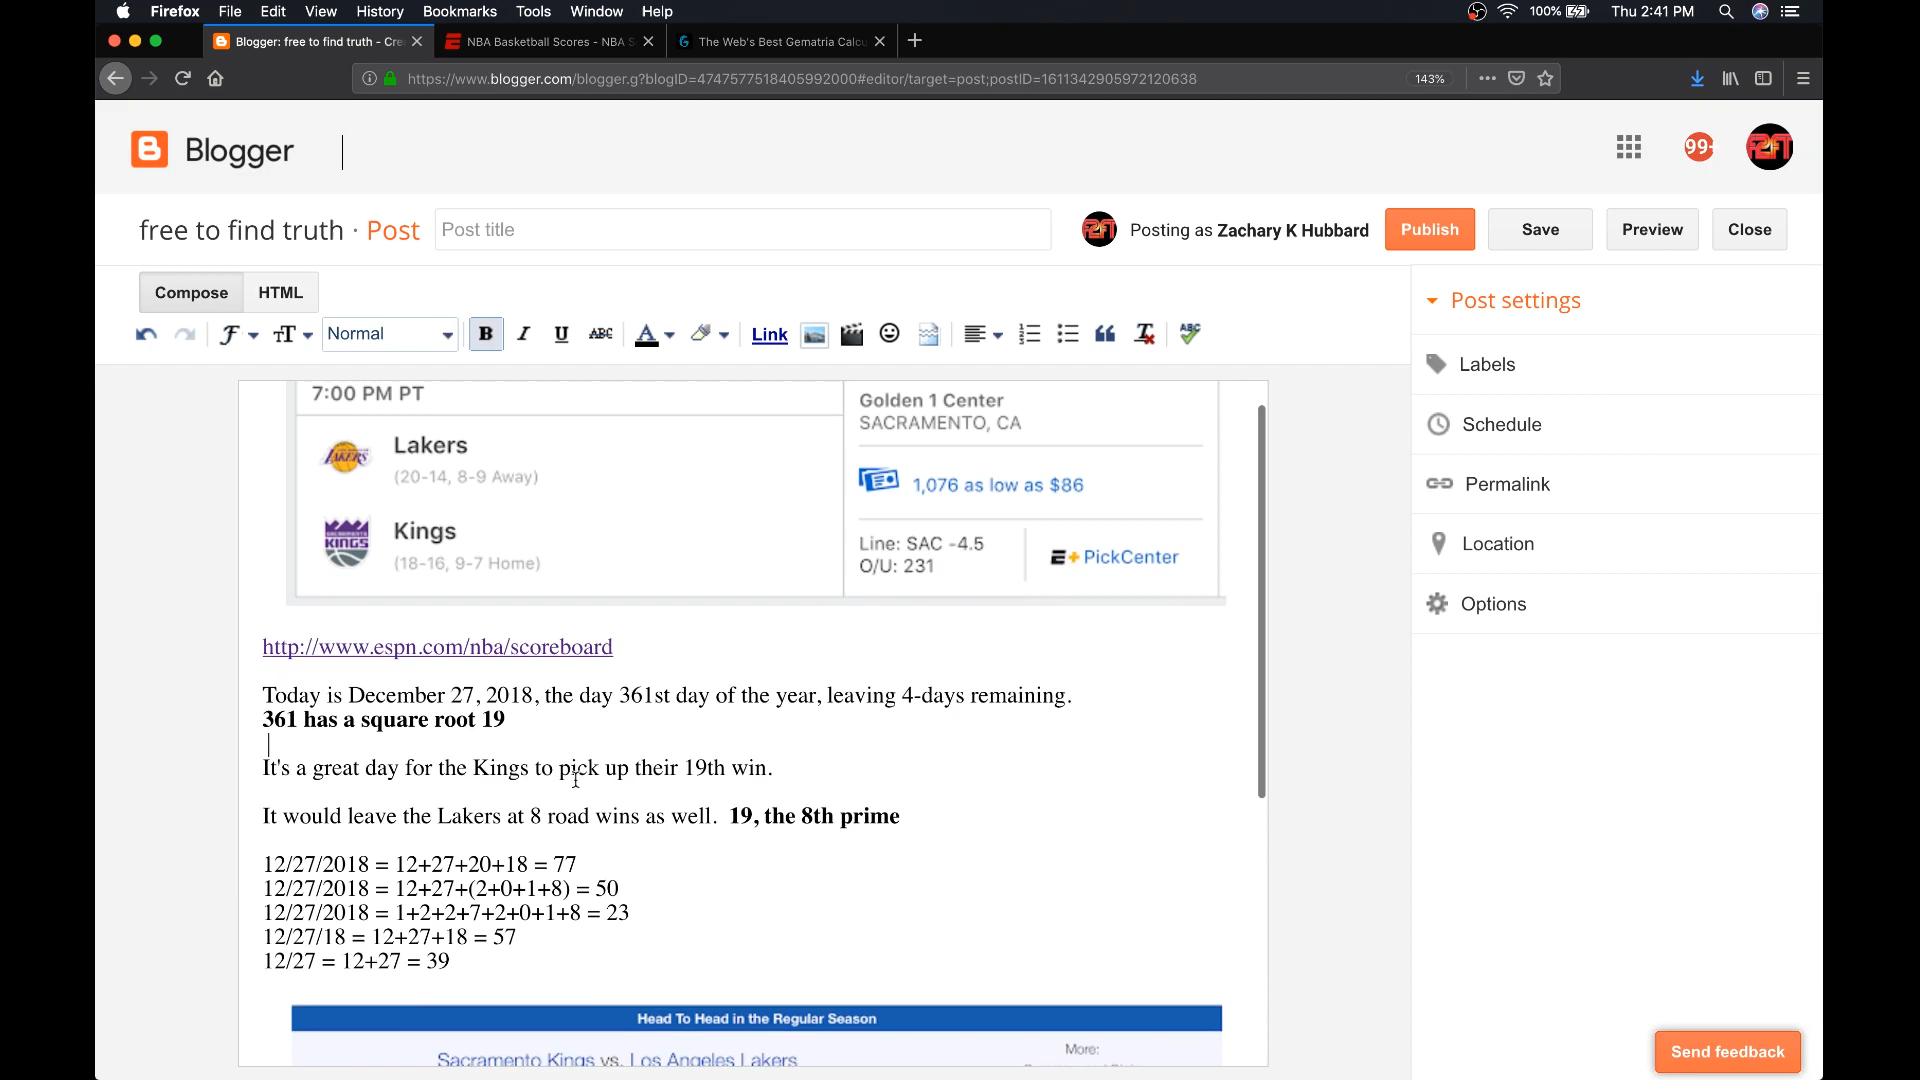 Firefox File Edit View History Bookmarks Tools Window Help 100% Thu 2:41 PM
Blogger: free to find truth - Cre NBA Basketball Scores - NBA S The Web's Best Gematria Calcu
https://www.blogger.com/blogger.g?blogID=4747577518405992000#editor/target=post;postID=1611342905972120638 143%
Blogger 99+
free to find truth · Post Post title Posting as Zachary K Hubbard Publish Save Preview Close
Compose HTML
Normal Link
Post settings
Labels
Schedule
Permalink
Location
Options
7:00 PM PT
Lakers
(20-14, 8-9 Away)
Kings
(18-16, 9-7 Home)
Golden 1 Center
SACRAMENTO, CA
1,076 as low as $86
Line: SAC -4.5
O/U: 231
E+ PickCenter
http://www.espn.com/nba/scoreboard
Today is December 27, 2018, the day 361st day of the year, leaving 4-days remaining.
361 has a square root 19
It's a great day for the Kings to pick up their 19th win.
It would leave the Lakers at 8 road wins as well. 19, the 8th prime
12/27/2018 = 12+27+20+18 = 77
12/27/2018 = 12+27+(2+0+1+8) = 50
12/27/2018 = 1+2+2+7+2+0+1+8 = 23
12/27/18 = 12+27+18 = 57
12/27 = 12+27 = 39
Head To Head in the Regular Season
Sacramento Kings vs. Los Angeles Lakers
More:
Send feedback